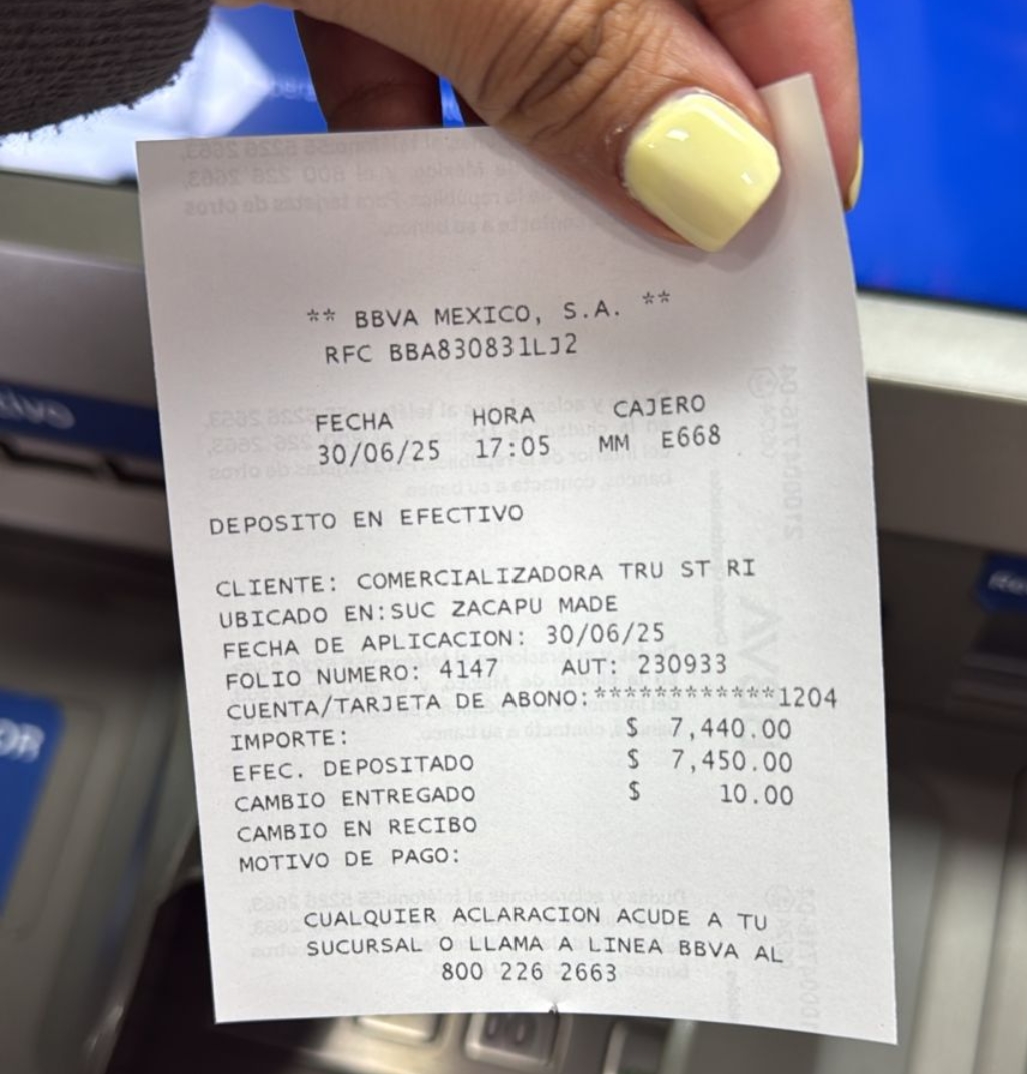 ** BBVA MEXICO, S.A. **
RFC BBA830831LJ2
FECHA HORA CAJERO
30/06/25 17:05 MM E668
DEPOSITO EN EFECTIVO
CLIENTE: COMERCIALIZADORA TRU ST RI
UBICADO EN:SUC ZACAPU MADE
FECHA DE APLICACION: 30/06/25
FOLIO NUMERO: 4147 AUT: 230933
CUENTA/TARJETA DE ABONO:************1204
IMPORTE: $ 7,440.00
EFEC. DEPOSITADO $ 7,450.00
CAMBIO ENTREGADO $ 10.00
CAMBIO EN RECIBO
MOTIVO DE PAGO:
CUALQUIER ACLARACION ACUDE A TU
SUCURSAL O LLAMA A LINEA BBVA AL
800 226 2663